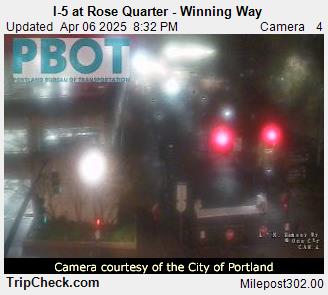 I-5 at Rose Quarter - Winning Way
Updated Apr 06 2025 8:32 PM Camera 4
PBOT
PORTLAND BUREAU OF TRANSPORTATION
Camera courtesy of the City of Portland
TripCheck.com Milepost302.00